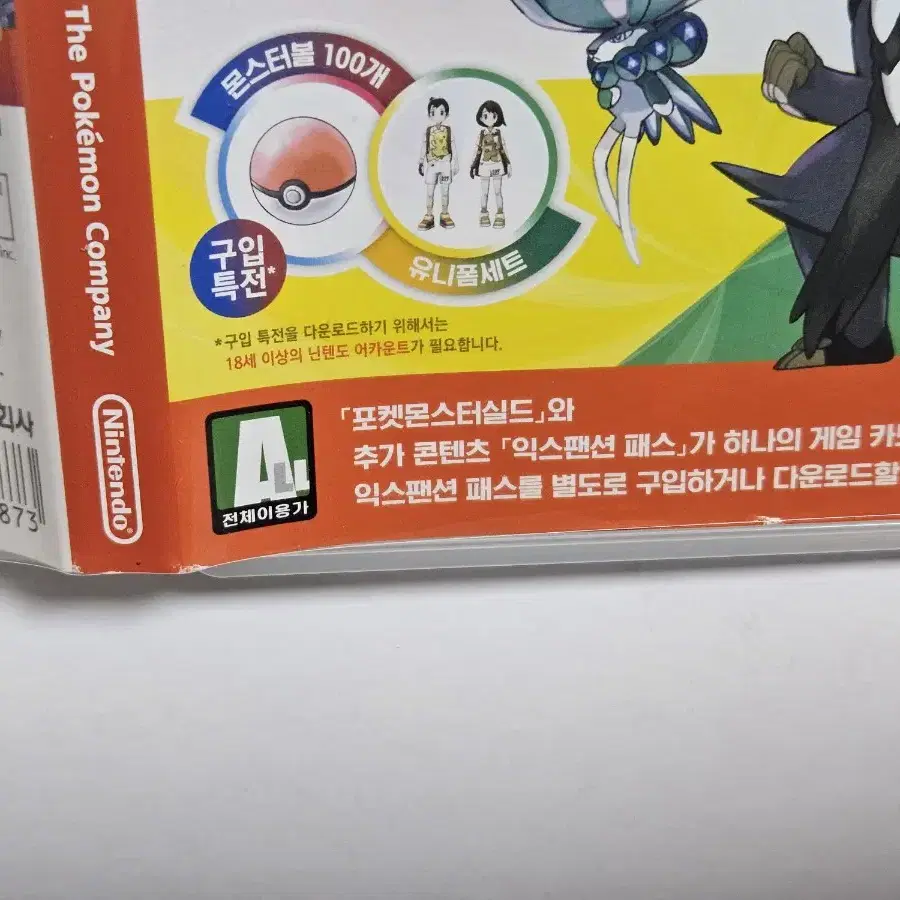 The Pokémon Company
Nintendo
몬스터볼 100개
유니폼세트
구입
특전*
*구입 특전을 다운로드하기 위해서는
18세 이상의 닌텐도 어카운트가 필요합니다.
ALL
전체이용가
「포켓몬스터실드」와
추가 콘텐츠 「익스팬션 패스」가 하나의 게임
익스팬션 패스를 별도로 구입하거나 다운로드할
회사
873